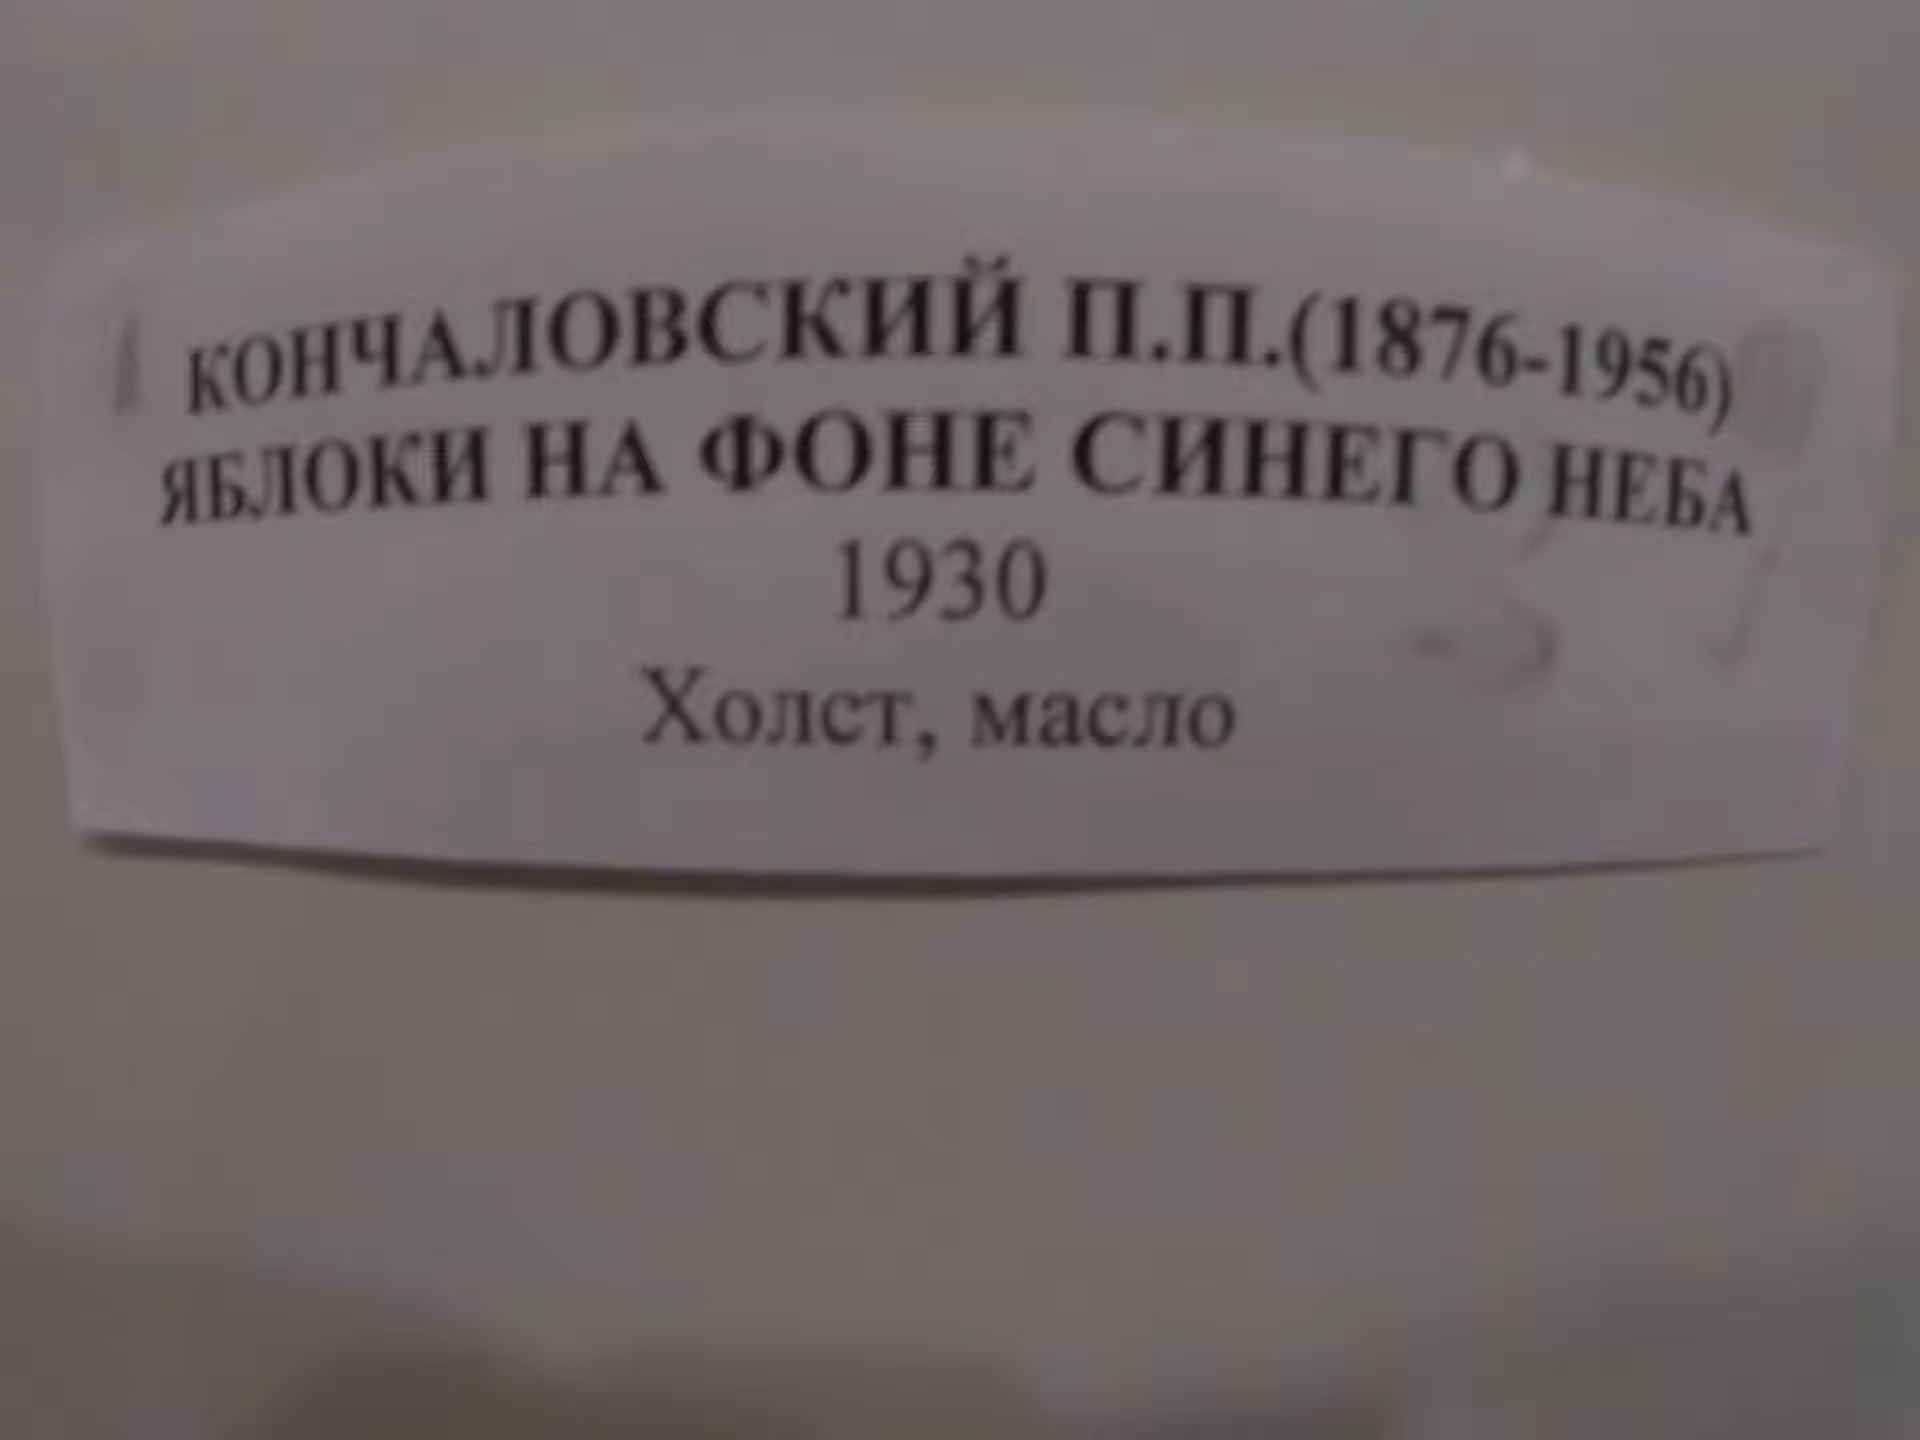 КОНЧАЛОВСКИЙ П.П.(1876-1956)
ЯБЛОКИ НА ФОНЕ СИНЕГО НЕБА
1930
Холст, масло